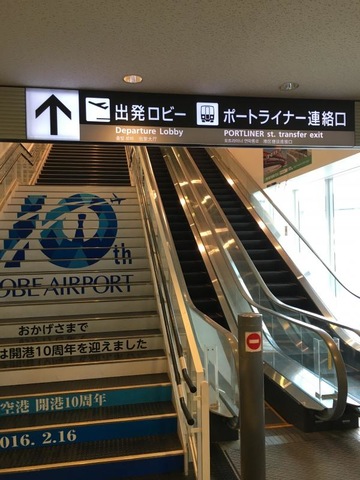 出発ロビー
Departure Lobby
ポートライナー連絡口
PORTLINER st. transfer exit
10th
OBE AIRPORT
おかげさまで
は開港10周年を迎えました
空港 開港10周年
016. 2.16